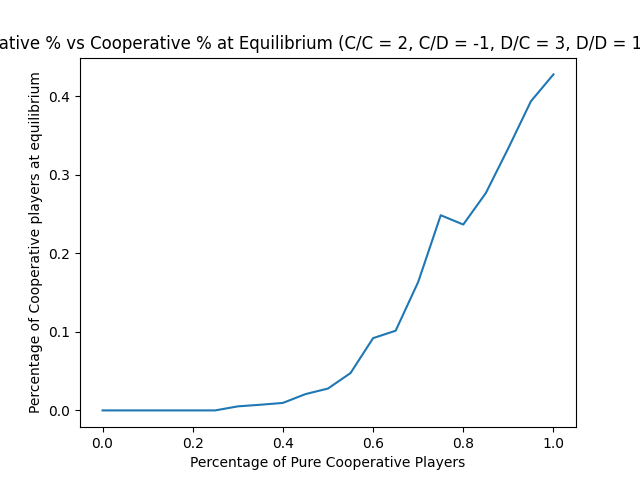 ative % vs Cooperative % at Equilibrium (C/C = 2, C/D = -1, D/C = 3, D/D = 1
Percentage of Cooperative players at equilibrium
0.4
0.3
0.2
0.1
0.0
0.0 0.2 0.4 0.6 0.8 1.0
Percentage of Pure Cooperative Players